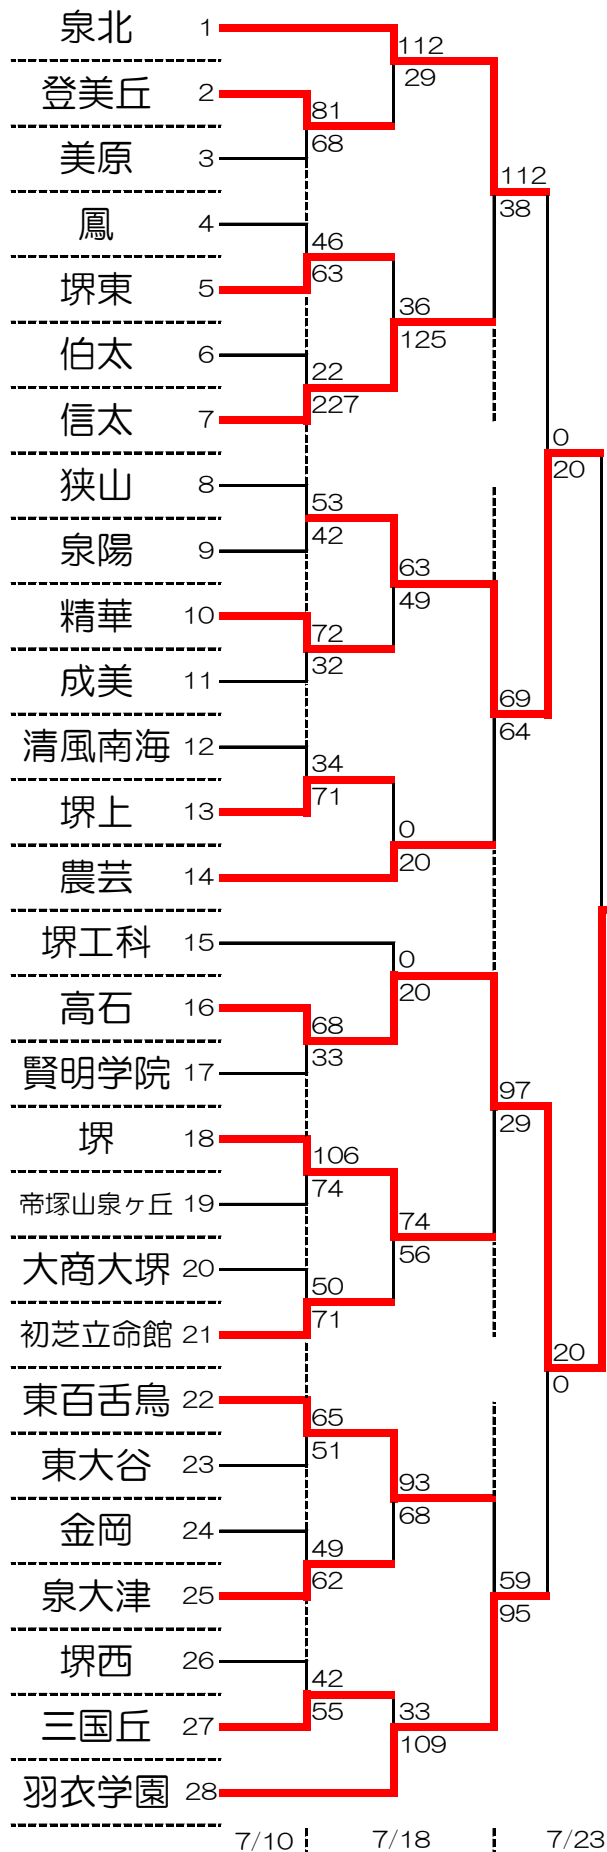 泉北 1
112
29
登美丘 2
81
68
美原 3
112
38
鳳 4
46
63
堺東 5
36
125
伯太 6
22
227
信太 7
0
20
狭山 8
53
42
泉陽 9
63
49
精華 10
72
32
成美 11
69
64
清風南海 12
34
71
堺上 13
0
20
農芸 14
堺工科 15
0
20
高石 16
68
33
賢明学院 17
97
29
堺 18
106
74
帝塚山泉ヶ丘 19
74
56
大商大堺 20
50
71
初芝立命館 21
20
0
東百舌鳥 22
65
51
東大谷 23
93
68
金岡 24
49
62
泉大津 25
59
95
堺西 26
42
55
三国丘 27
33
109
羽衣学園 28
7/10 7/18 7/23